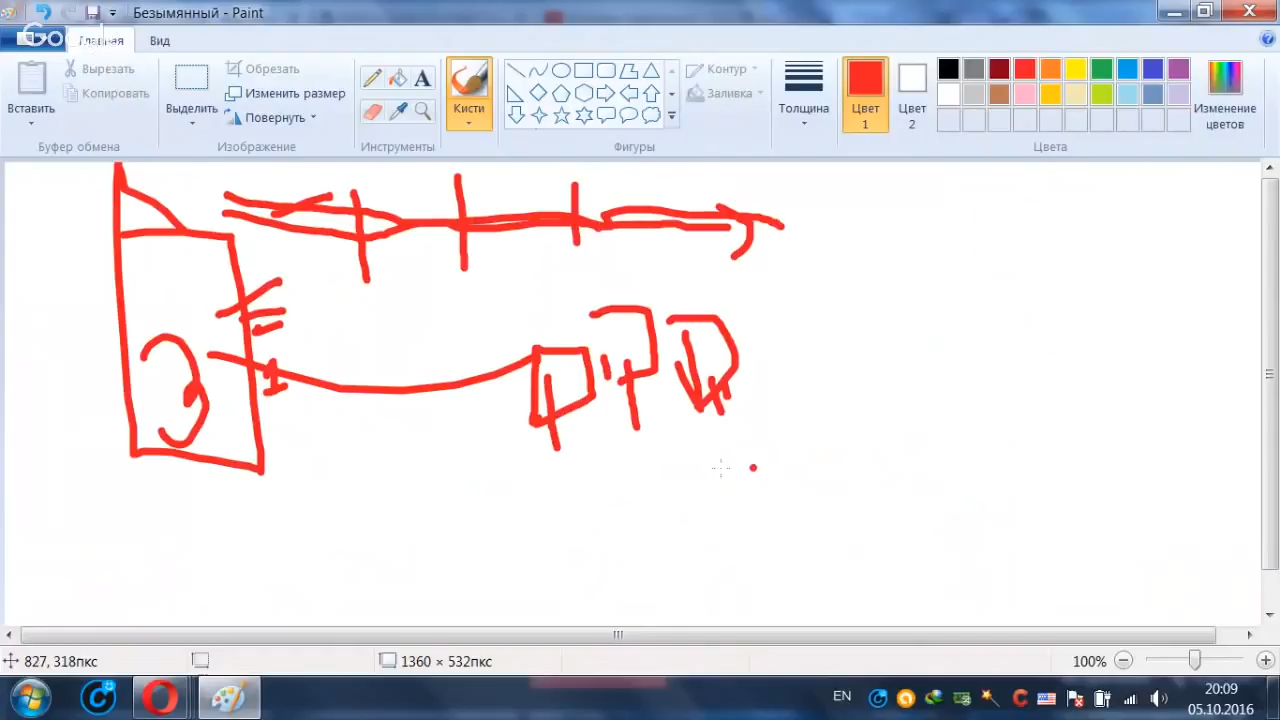 Безымянный - Paint
Google
Главная Вид
Вставить
Вырезать
Копировать
Буфер обмена
Выделить
Обрезать
Изменить размер
Повернуть
Изображение
Инструменты
Кисти
Контур
Заливка
Фигуры
Толщина
Цвет
1
Цвет
2
Изменение
цветов
Цвета
3
827, 318пкс
1360 × 532пкс
100%
EN
20:09
05.10.2016